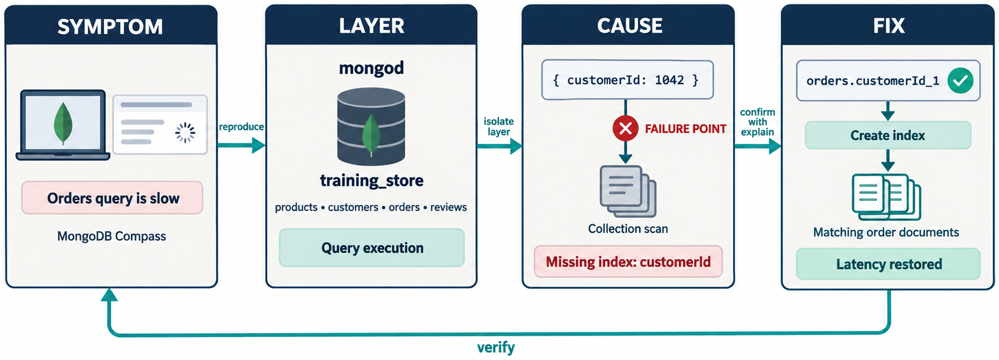 SYMPTOM
Orders query is slow
MongoDB Compass
reproduce
LAYER
mongod
training_store
products • customers • orders • reviews
Query execution
isolate
layer
CAUSE
{ customerId: 1042 }
FAILURE POINT
Collection scan
Missing index: customerId
confirm
with
explain
FIX
orders.customerId_1
Create index
Matching order documents
Latency restored
verify